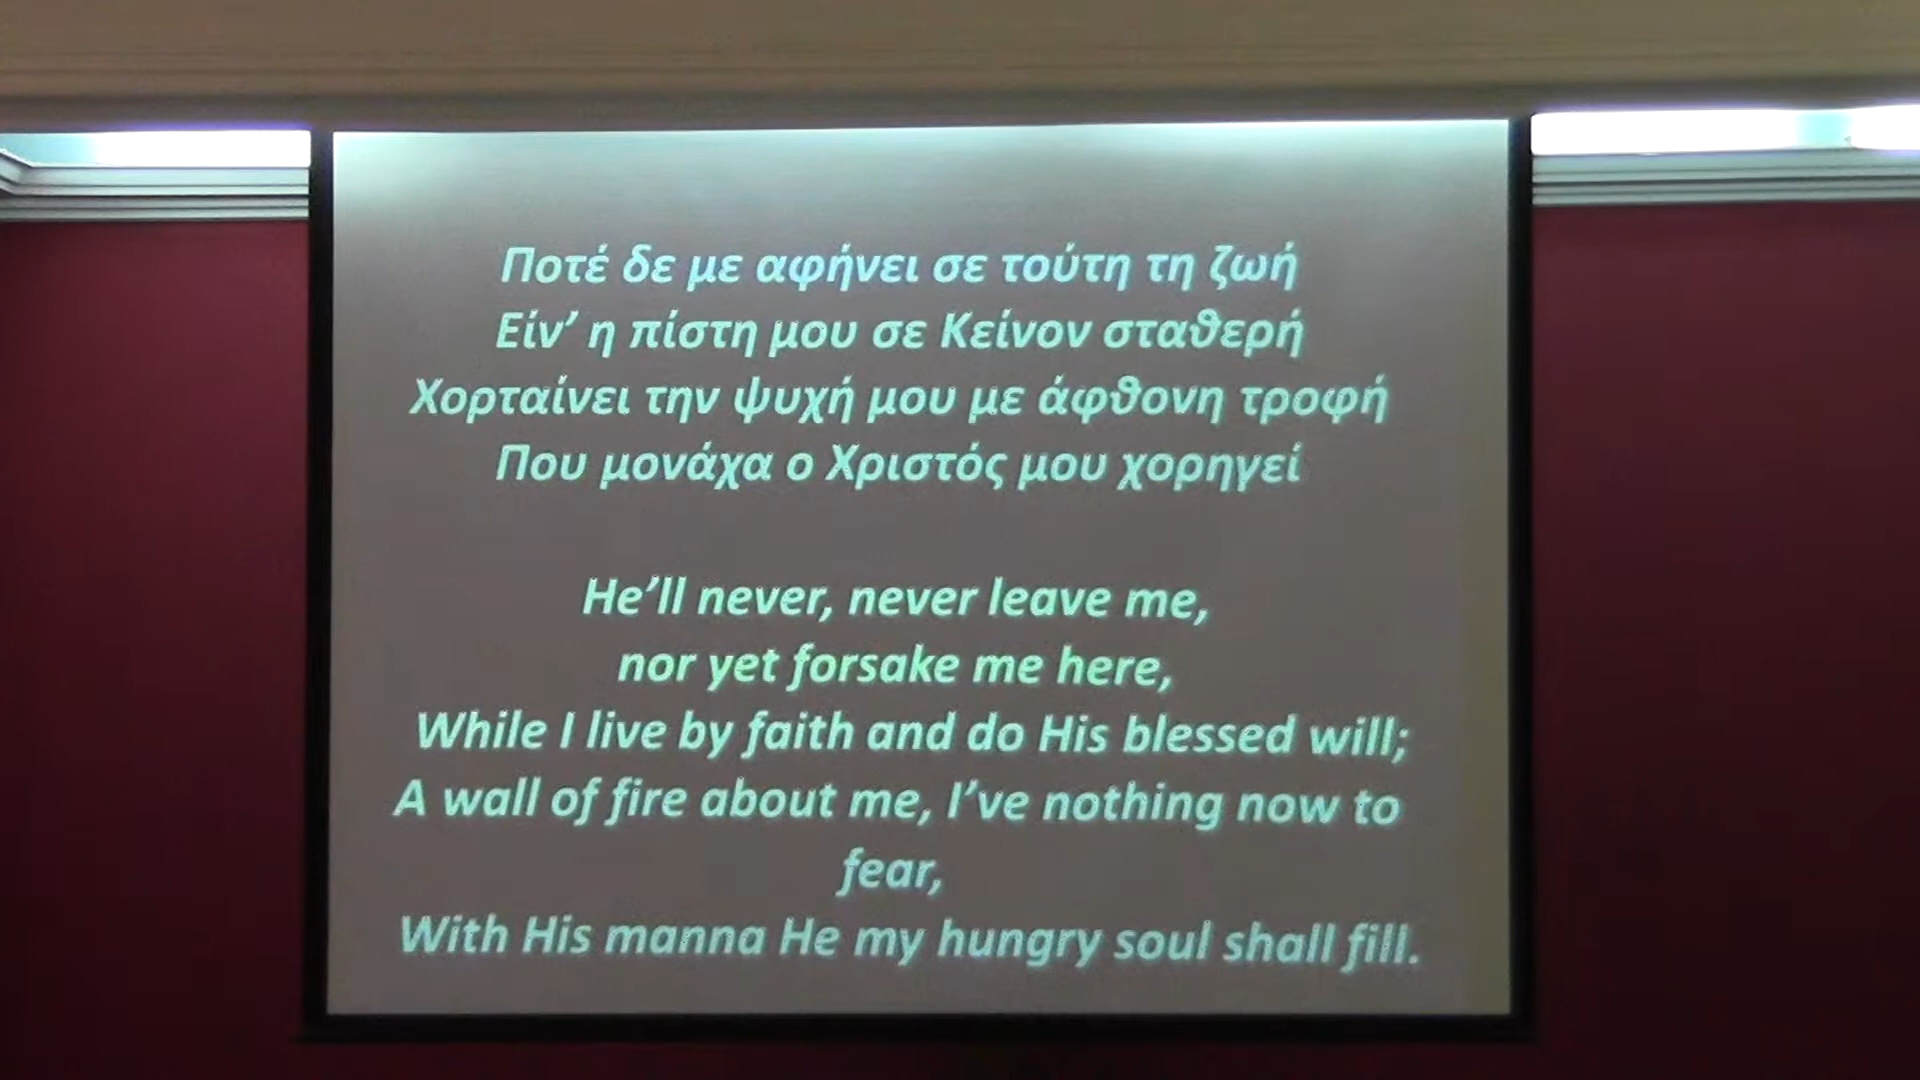 Ποτέ δε με αφήνει σε τούτη τη ζωή
Είν’ η πίστη μου σε Κείνον σταθερή
Χορταίνει την ψυχή μου με άφθονη τροφή
Που μονάχα ο Χριστός μου χορηγεί
He’ll never, never leave me,
nor yet forsake me here,
While I live by faith and do His blessed will;
A wall of fire about me, I’ve nothing now to
fear,
With His manna He my hungry soul shall fill.